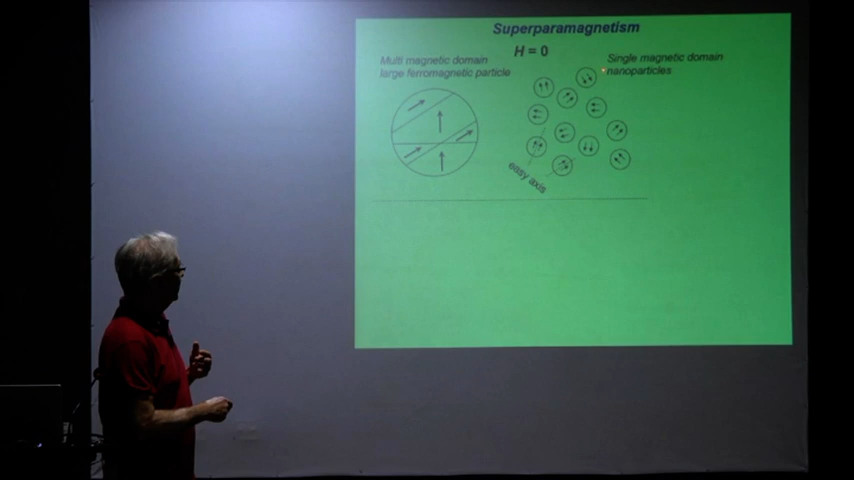 Superparamagnetism
H = 0
Multi magnetic domain
large ferromagnetic particle
Single magnetic domain
nanoparticles
easy axis